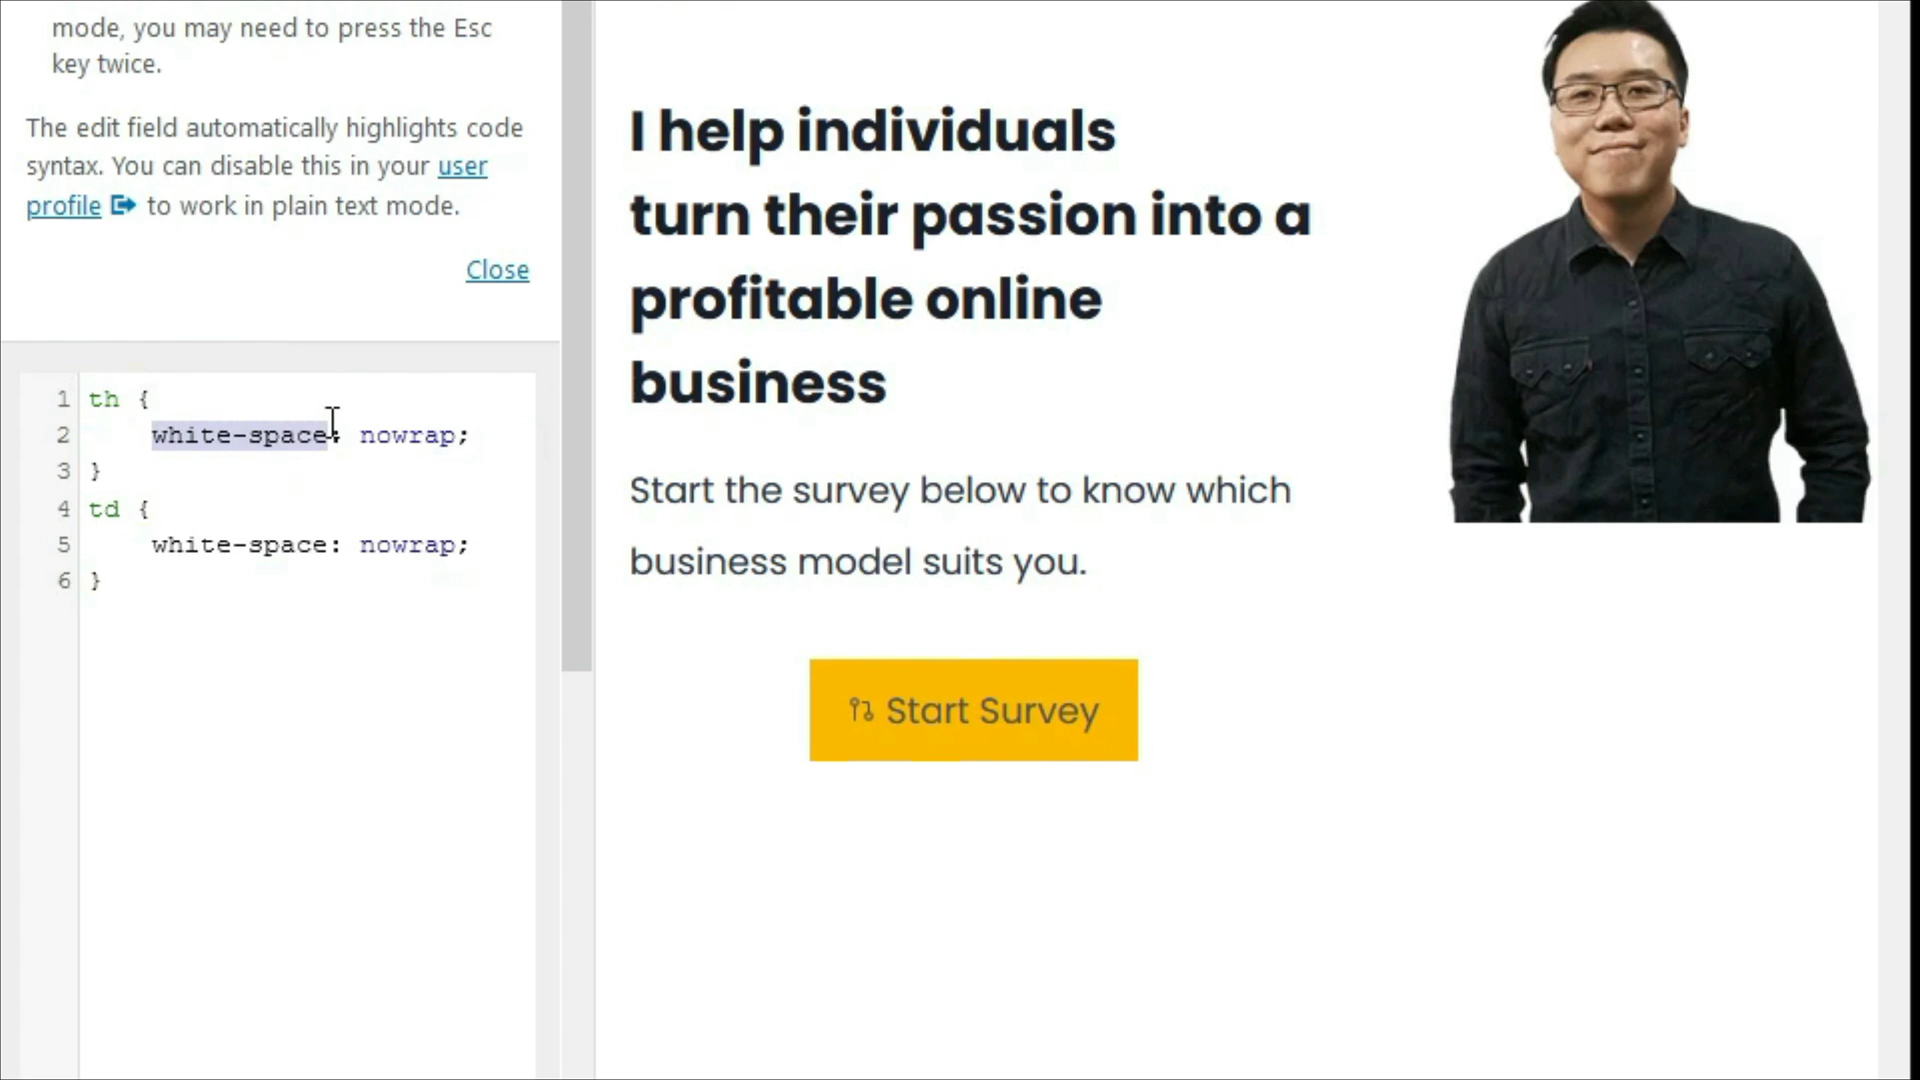 mode, you may need to press the Esc
key twice.
The edit field automatically highlights code
syntax. You can disable this in your user
profile to work in plain text mode.
Close
1 th {
2 white-space: nowrap;
3 }
4 td {
5 white-space: nowrap;
6 }
I help individuals
turn their passion into a
profitable online
business
Start the survey below to know which
business model suits you.
Start Survey